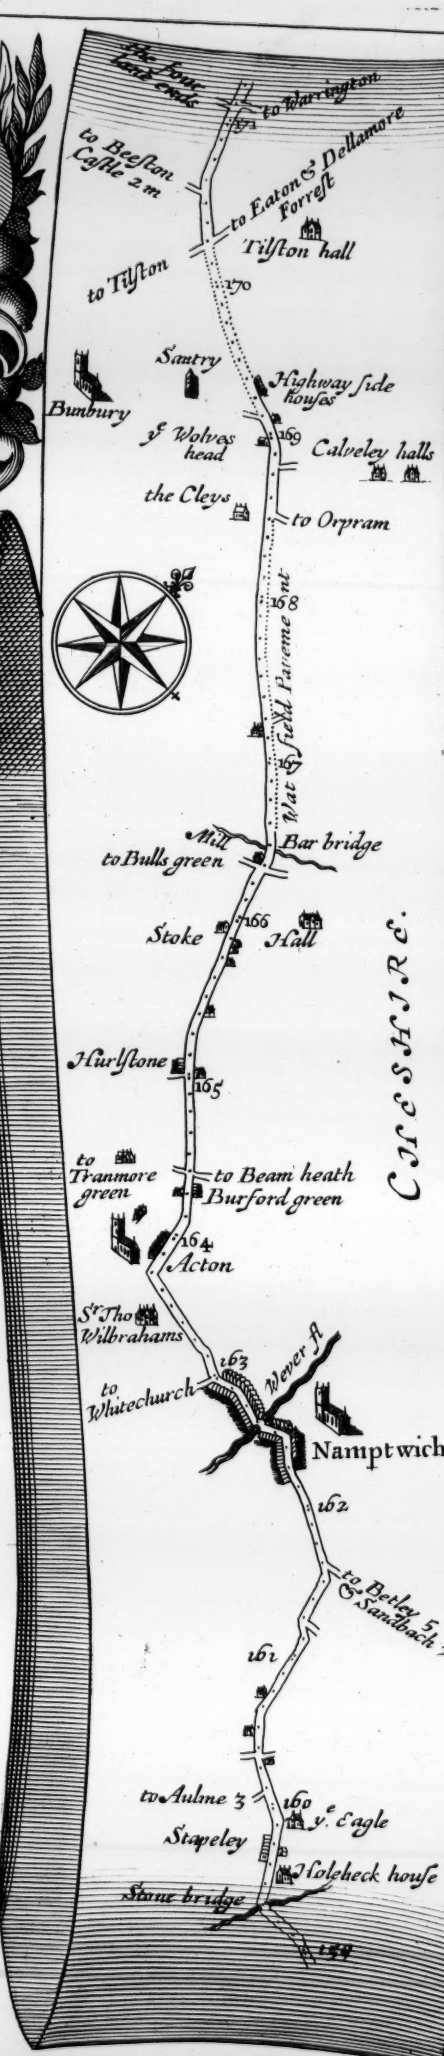 the four
lane ends
to Warrington
171
to Beeston
Castle 2 m
to Eaton & Dellamore
Forrest
Tilston hall
to Tilston
170
Santry
Highway side
houses
Bunbury
yᵉ Wolves
head
169
Calveley halls
the Cleys
to Orpram
168
Wat field Pavement
Mill
Bar bridge
to Bulls green
166
Stoke
Hall
CHESHIRE.
Hurlstone
165
to
Tranmore
green
to Beam heath
Burford green
164
Acton
Sʳ Tho
Wilbrahams
163
Wever fl
to
Whitechurch
Namptwich
162
to Betley 5
& Sandbach
161
to Aulme 3
160
yᵉ. Eagle
Stapeley
Holebeck house
Stone bridge
159